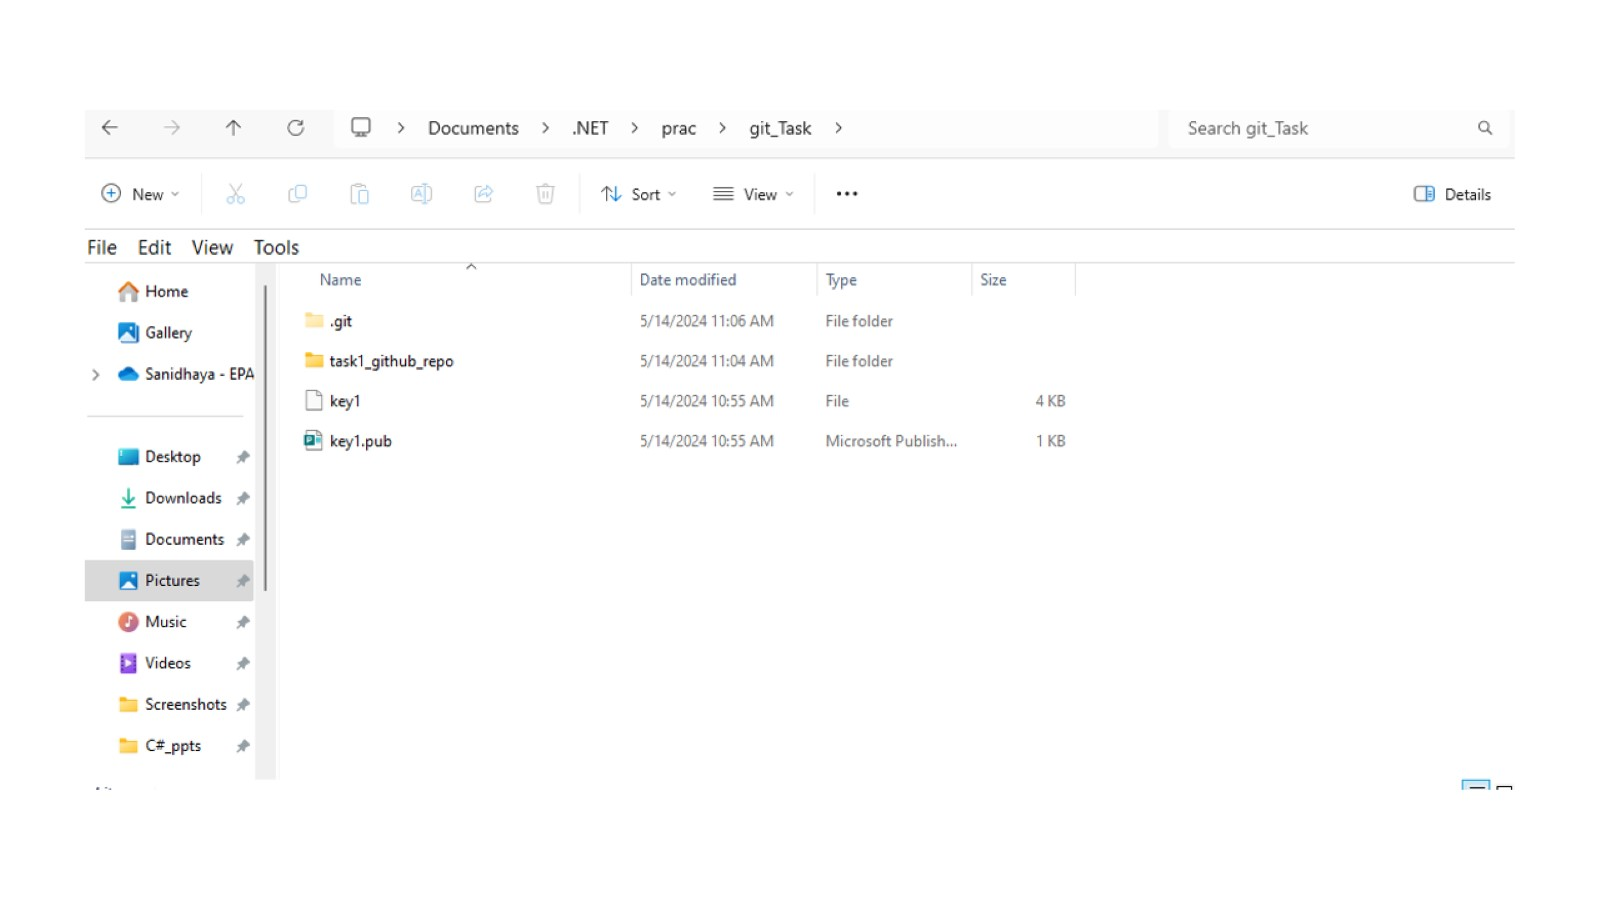 Documents > .NET > prac > git_Task >
Search git_Task
New
Sort
View
Details
File Edit View Tools
Name Date modified Type Size
Home
Gallery
Sanidhaya - EPA
Desktop
Downloads
Documents
Pictures
Music
Videos
Screenshots
C#_ppts
.git 5/14/2024 11:06 AM File folder
task1_github_repo 5/14/2024 11:04 AM File folder
key1 5/14/2024 10:55 AM File 4 KB
key1.pub 5/14/2024 10:55 AM Microsoft Publish... 1 KB